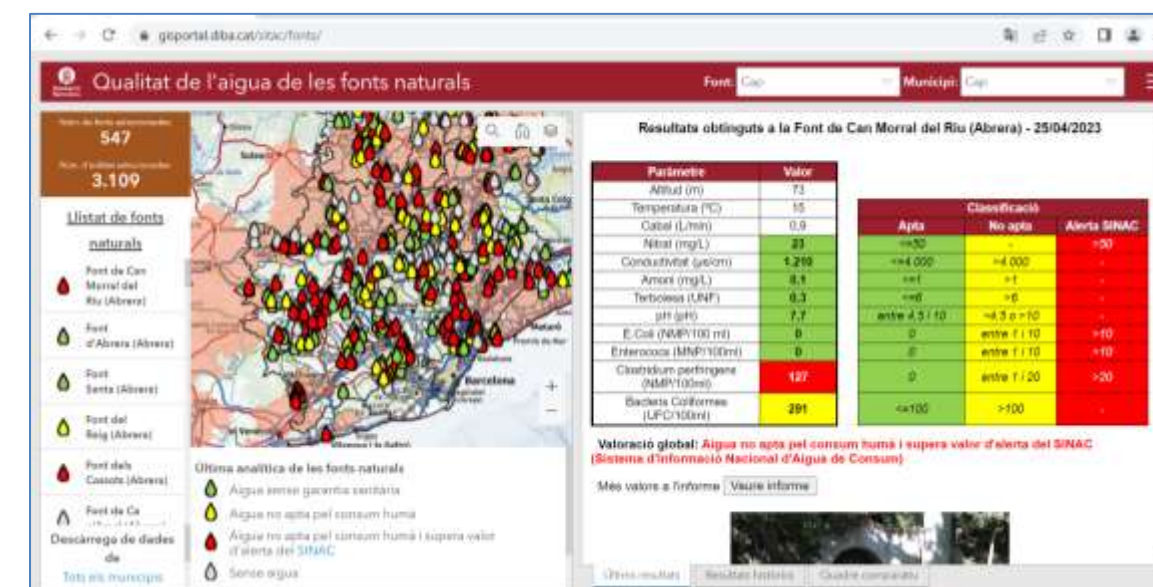 gisportal.diba.cat/sitac/fonts/
Qualitat de l'aigua de les fonts naturals
Font: Cap
Municipi: Cap
547
3.109
Llistat de fonts
naturals
Font de Can
Morral del
Riu (Abrera)
Font
d'Abrera (Abrera)
Font
Santa (Abrera)
Font del
Roig (Abrera)
Font dels
Cassots (Abrera)
Font de Ca
Descàrrega de dades
de
Tots els municipis
Mataró
Barcelona
Última analítica de les fonts naturals
Aigua sense garantia sanitària
Aigua no apta pel consum humà
Aigua no apta pel consum humà i supera valor
d'alerta del SINAC
Sense aigua
Resultats obtinguts a la Font de Can Morral del Riu (Abrera) - 25/04/2023
Paràmetre Valor
Altitud (m) 73
Temperatura (ºC) 15
Cabal (L/min) 0,9
Nitrat (mg/L) 23
Conductivitat (µs/cm) 1.210
Amoni (mg/L) 0,1
Terbolesa (UNF) 0,3
pH (pH) 7,7
E.Coli (NMP/100 ml) 0
Enterococs (MNP/100ml) 0
Clostridium perfringens
(NMP/100ml) 127
Bacteris Coliformes
(UFC/100ml) 291
Classificació
Apta No apta Alerta SINAC
<=50 - >50
<=4.000 >4.000 -
<=1 >1 -
<=6 >6 -
entre 4,5 i 10 <4,5 o >10 -
0 entre 1 i 10 >10
0 entre 1 i 10 >10
0 entre 1 i 20 >20
<=100 >100 -
Valoració global: Aigua no apta pel consum humà i supera valor d'alerta del SINAC
(Sistema d'Informació Nacional d'Aigua de Consum)
Més valors a l'informe Veure informe
Últims resultats Resultats històrics Quadre comparatiu